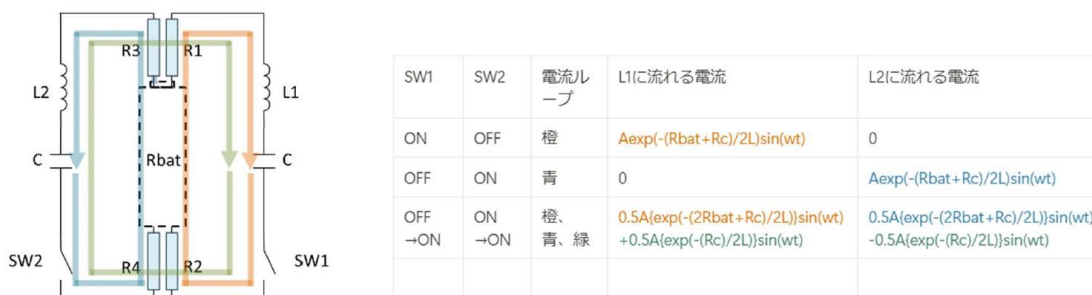 R3 R1
L2 L1
C Rbat C
SW2 R4 R2 SW1
SW1 SW2 電流ル L1に流れる電流 L2に流れる電流
ープ
ON OFF 橙 Aexp(-(Rbat+Rc)/2L)sin(wt) 0
OFF ON 青 0 Aexp(-(Rbat+Rc)/2L)sin(wt)
OFF ON 橙、 0.5A{exp(-(2Rbat+Rc)/2L)}sin(wt) 0.5A{exp(-(2Rbat+Rc)/2L)}sin(wt)
→ON →ON 青、緑 +0.5A{exp(-(Rc)/2L)}sin(wt) -0.5A{exp(-(Rc)/2L)}sin(wt)